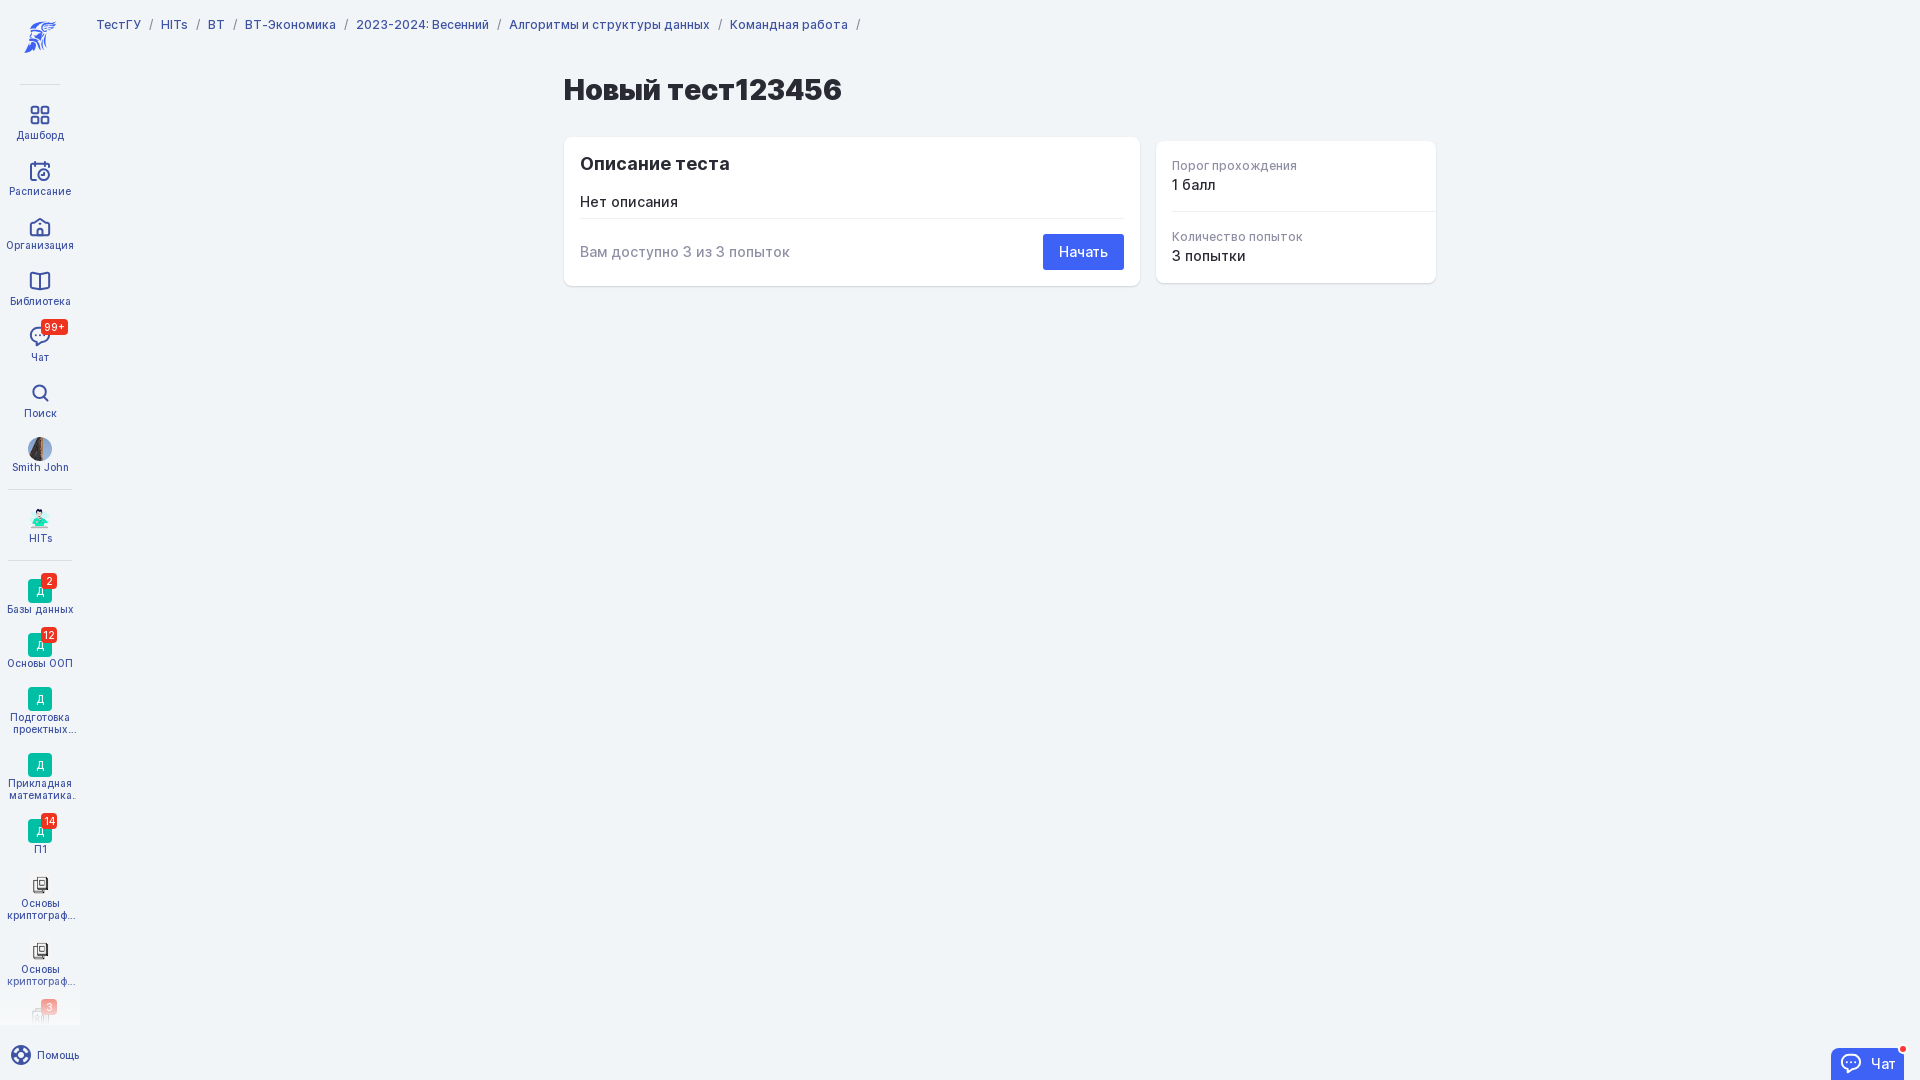 ТестГУ / HITs / ВТ / ВТ-Экономика / 2023-2024: Весенний / Алгоритмы и структуры данных / Командная работа /
Новый тест123456
Описание теста
Нет описания
Вам доступно 3 из 3 попыток
Начать
Порог прохождения
1 балл
Количество попыток
3 попытки
Дашборд
Расписание
Организация
Библиотека
99+
Чат
Поиск
Smith John
HITs
Д
2
Базы данных
Д
12
Основы ООП
Д
Подготовка
проектных...
Д
Прикладная
математика.
Д
14
П1
Основы
криптограф...
Основы
криптограф...
3
Помощь
Чат